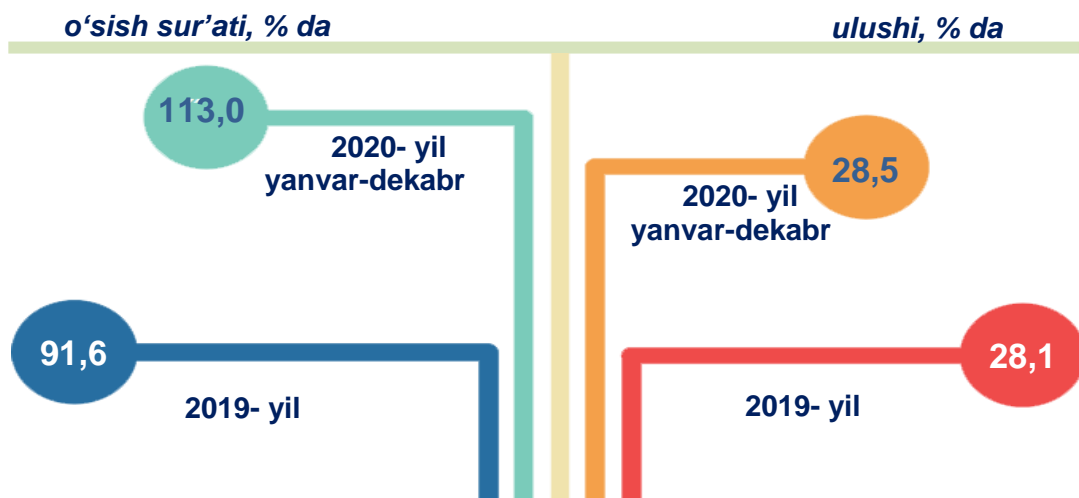 o‘sish sur’ati, % da
ulushi, % da
113,0
2020- yil
yanvar-dekabr
28,5
2020- yil
yanvar-dekabr
91,6
2019- yil
28,1
2019- yil